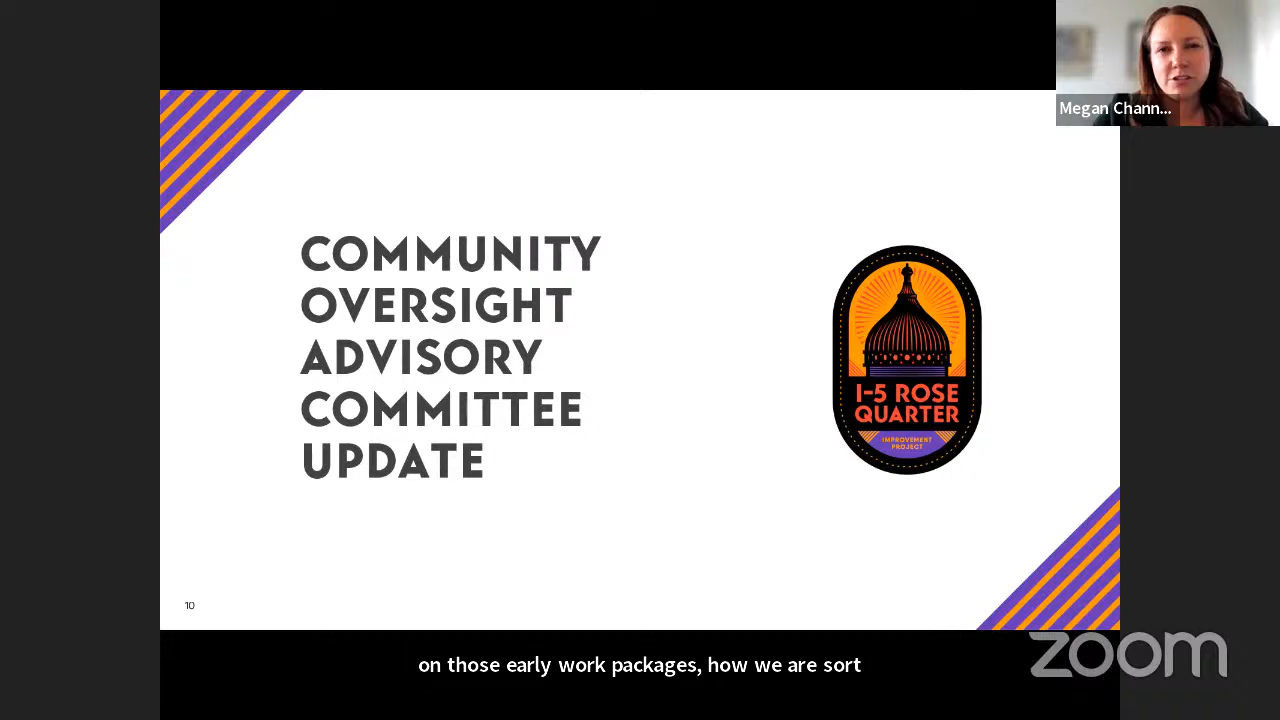 Megan Chann...
COMMUNITY
OVERSIGHT
ADVISORY
COMMITTEE
UPDATE
I-5 ROSE
QUARTER
IMPROVEMENT
PROJECT
10
on those early work packages, how we are sort
zoom